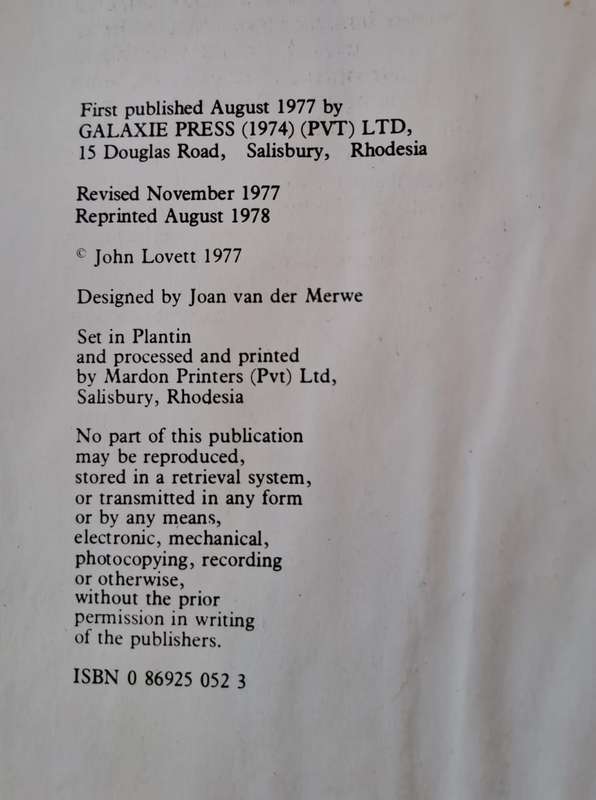 First published August 1977 by
GALAXIE PRESS (1974) (PVT) LTD,
15 Douglas Road, Salisbury, Rhodesia
Revised November 1977
Reprinted August 1978
© John Lovett 1977
Designed by Joan van der Merwe
Set in Plantin
and processed and printed
by Mardon Printers (Pvt) Ltd,
Salisbury, Rhodesia
No part of this publication
may be reproduced,
stored in a retrieval system,
or transmitted in any form
or by any means,
electronic, mechanical,
photocopying, recording
or otherwise,
without the prior
permission in writing
of the publishers.
ISBN 0 86925 052 3